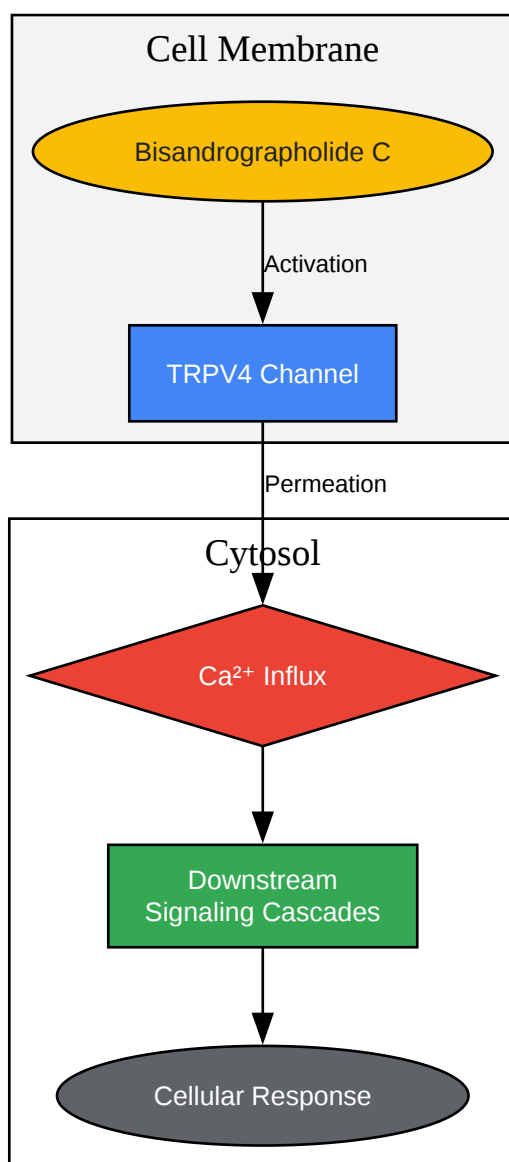 Cell Membrane
Bisandrographolide C
Activation
TRPV4 Channel
Permeation
Cytosol
Ca²⁺ Influx
Downstream
Signaling Cascades
Cellular Response